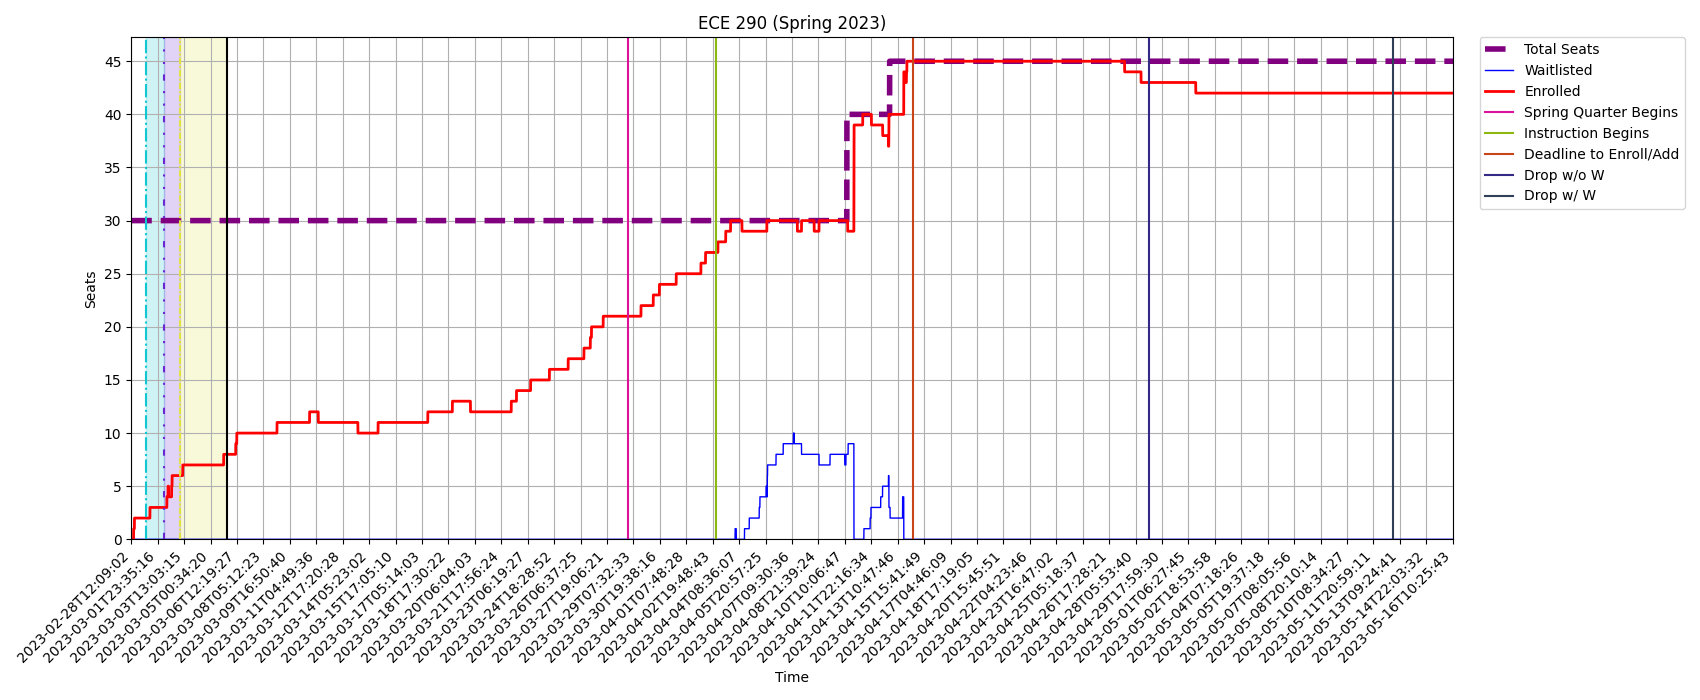 ECE 290 (Spring 2023)
Total Seats
Waitlisted
Enrolled
Spring Quarter Begins
Instruction Begins
Deadline to Enroll/Add
Drop w/o W
Drop w/ W
Seats
45
40
35
30
25
20
15
10
5
0
2023-02-28T12:09:02
2023-03-01T23:35:16
2023-03-03T13:03:15
2023-03-05T00:34:20
2023-03-06T12:19:27
2023-03-08T05:12:23
2023-03-09T16:50:40
2023-03-11T04:49:36
2023-03-12T17:20:28
2023-03-14T05:23:02
2023-03-15T17:05:10
2023-03-17T05:14:03
2023-03-18T17:30:22
2023-03-20T06:04:03
2023-03-21T17:56:24
2023-03-23T06:19:27
2023-03-24T18:28:52
2023-03-26T06:37:25
2023-03-27T19:06:21
2023-03-29T07:32:33
2023-03-30T19:38:16
2023-04-01T07:48:28
2023-04-02T19:48:43
2023-04-04T08:36:07
2023-04-05T20:57:25
2023-04-07T09:30:36
2023-04-08T21:39:24
2023-04-10T10:06:47
2023-04-11T22:16:34
2023-04-13T10:47:46
2023-04-15T15:41:49
2023-04-17T04:46:09
2023-04-18T17:19:05
2023-04-20T15:45:51
2023-04-22T04:23:46
2023-04-23T16:47:02
2023-04-25T05:18:37
2023-04-26T17:28:21
2023-04-28T05:53:40
2023-04-29T17:59:30
2023-05-01T06:27:45
2023-05-02T18:53:58
2023-05-04T07:18:26
2023-05-05T19:37:18
2023-05-07T08:05:56
2023-05-08T20:10:14
2023-05-10T08:34:27
2023-05-11T20:59:11
2023-05-13T09:24:41
2023-05-14T22:03:32
2023-05-16T10:25:43
Time